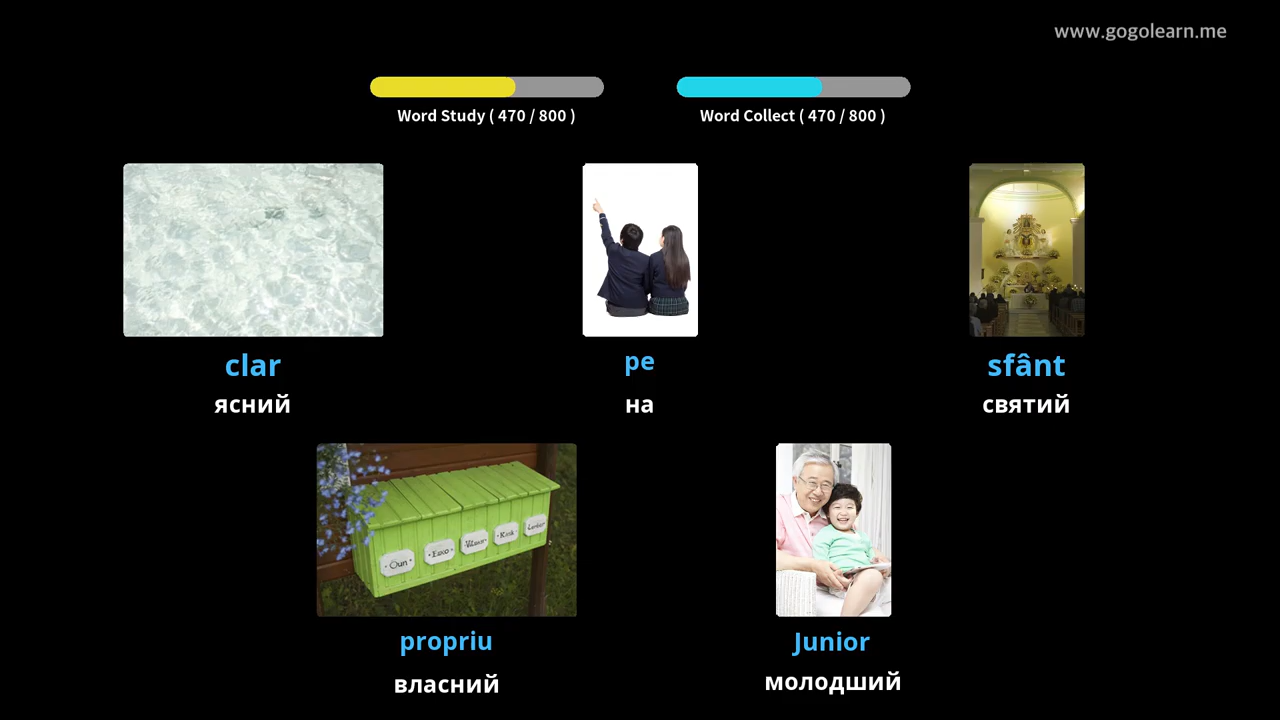 www.gogolearn.me
Word Study ( 470 / 800 )
Word Collect ( 470 / 800 )
clar
ясний
pe
на
sfânt
святий
Oun
propriu
власний
Junior
молодший